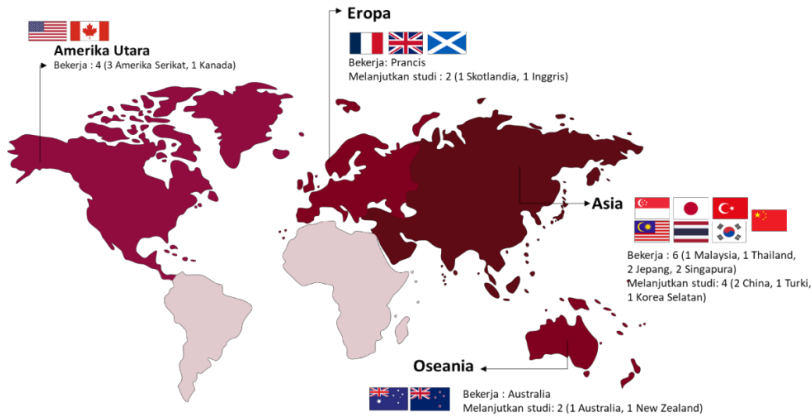 Amerika Utara
Bekerja : 4 (3 Amerika Serikat, 1 Kanada)
Eropa
Bekerja: Prancis
Melanjutkan studi : 2 (1 Skotlandia, 1 Inggris)
Asia
Bekerja : 6 (1 Malaysia, 1 Thailand,
2 Jepang, 2 Singapura)
Melanjutkan studi: 4 (2 China, 1 Turki,
1 Korea Selatan)
Oseania
Bekerja : Australia
Melanjutkan studi: 2 (1 Australia, 1 New Zealand)